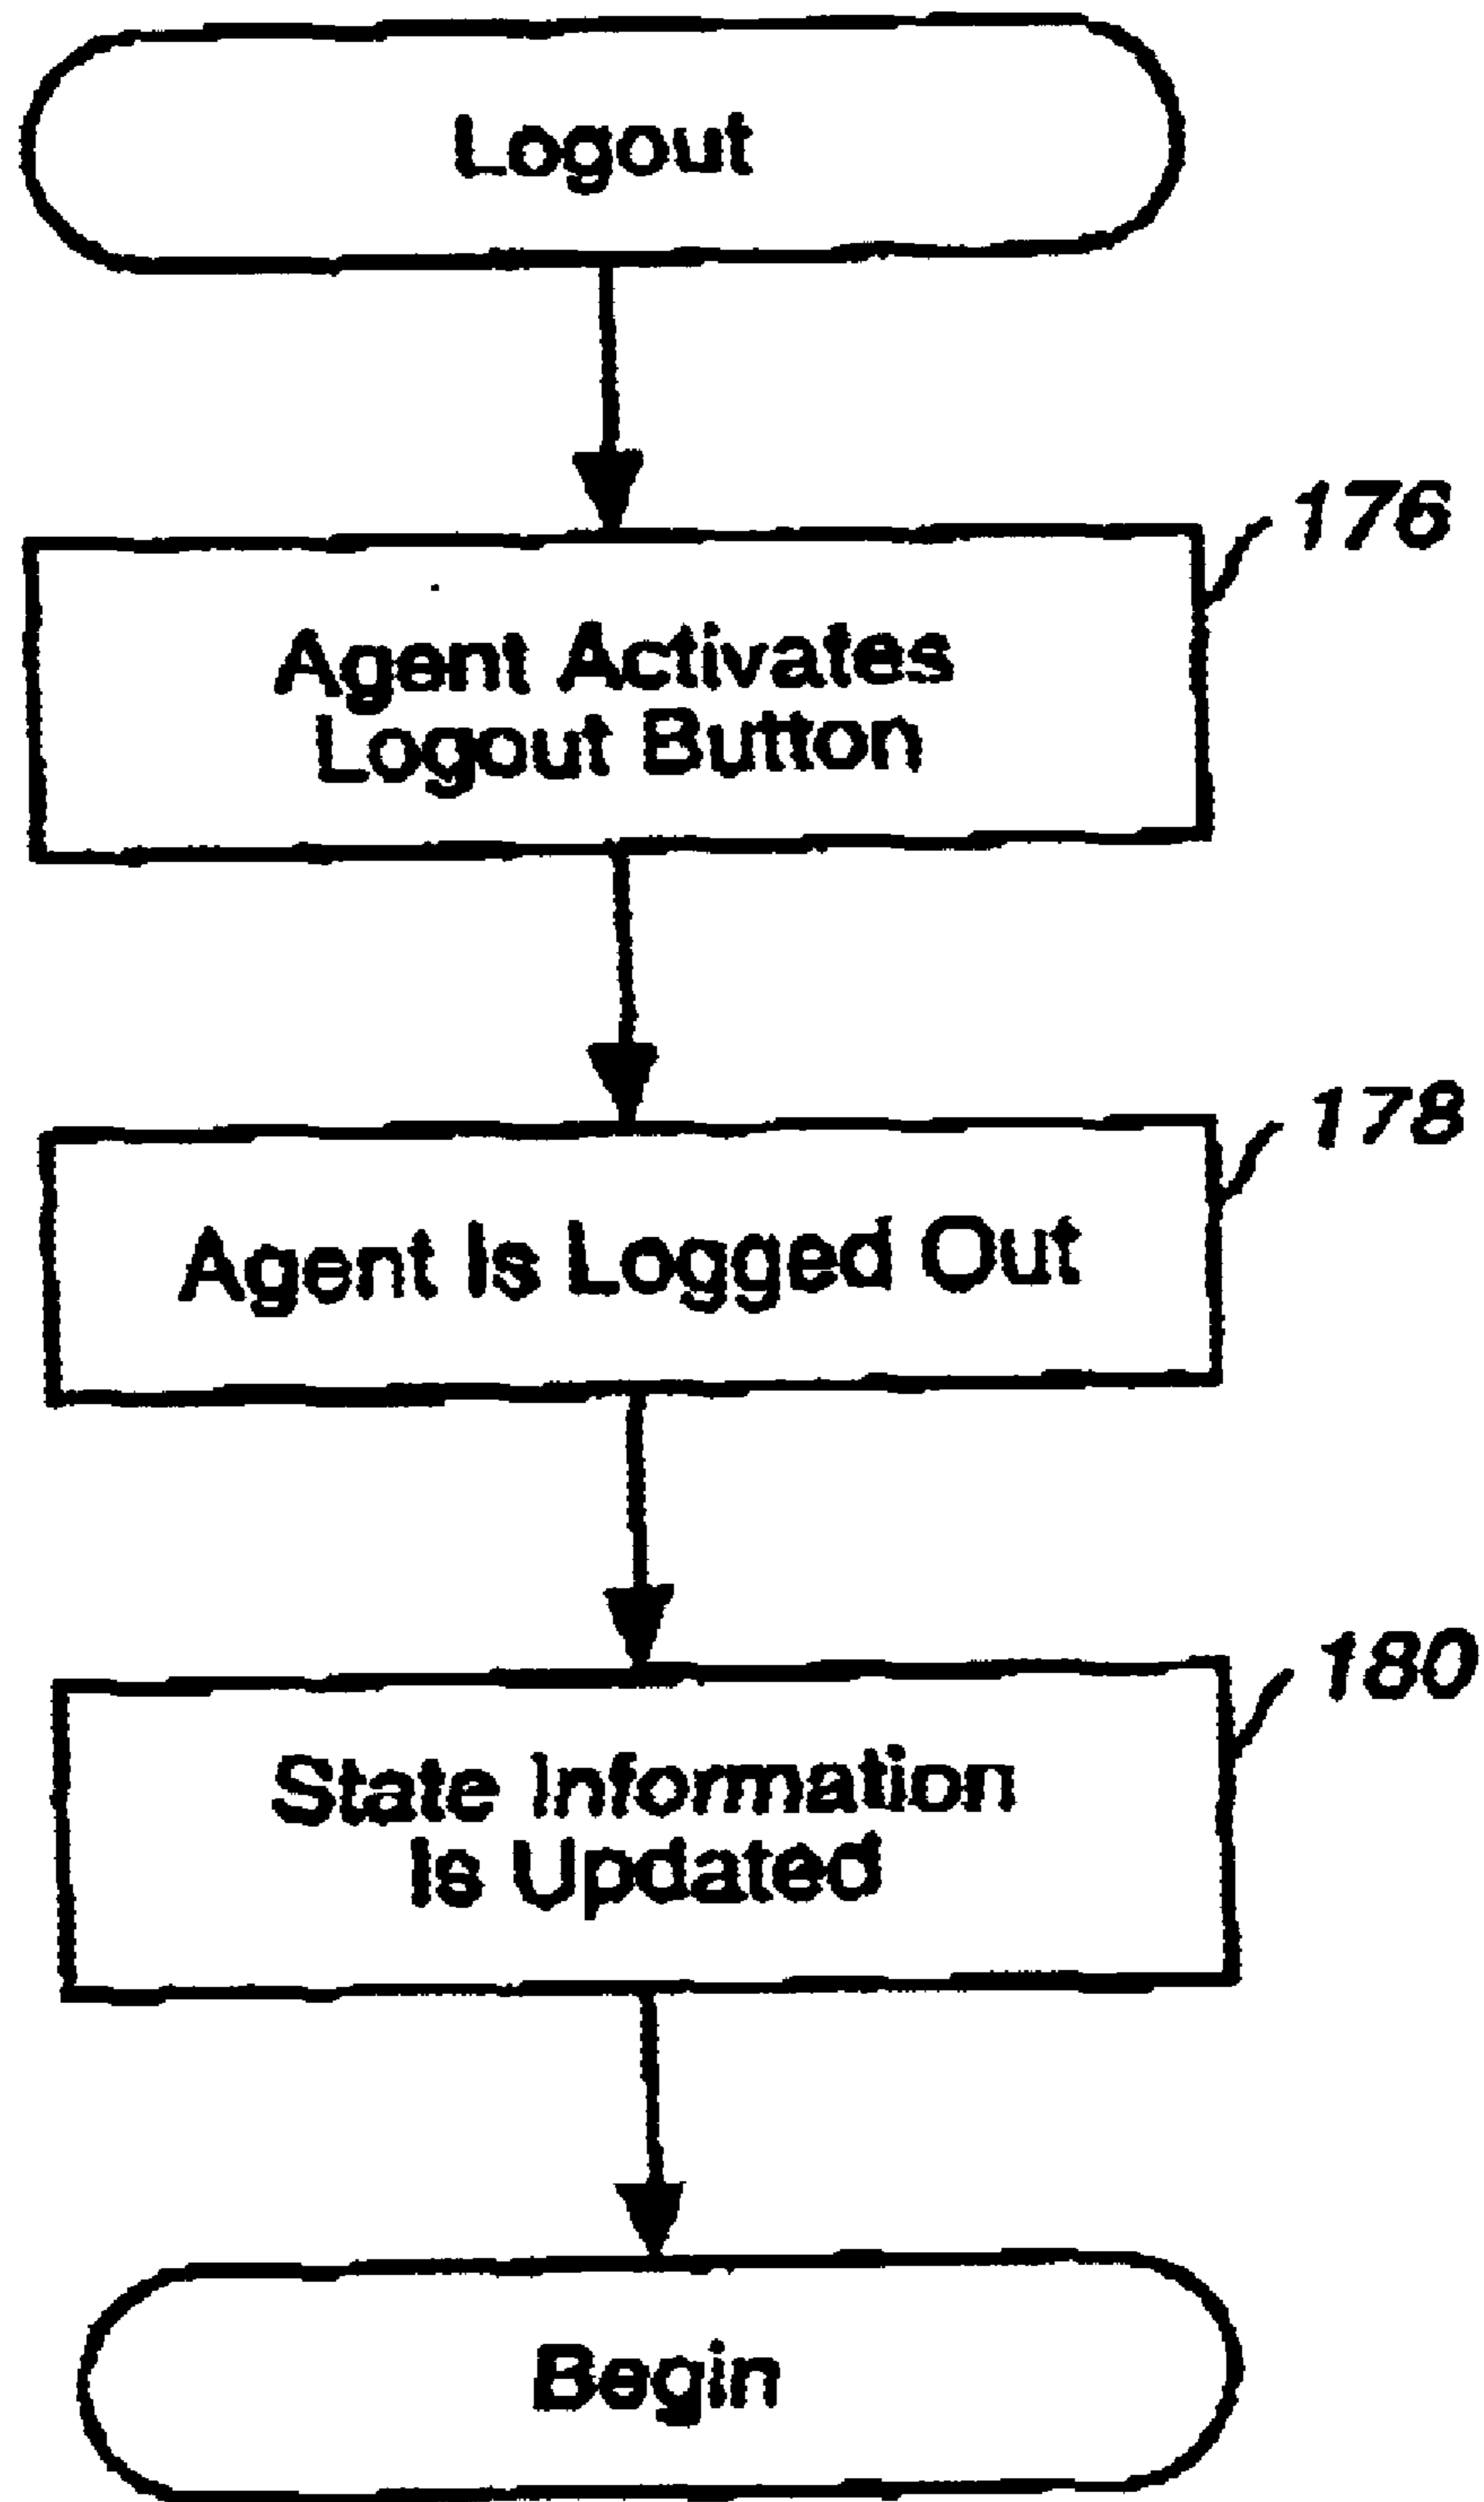 Logout
176
Agent Activates
Logout Button
178
Agent Is Logged Out
180
State Information
Is Updated
Begin